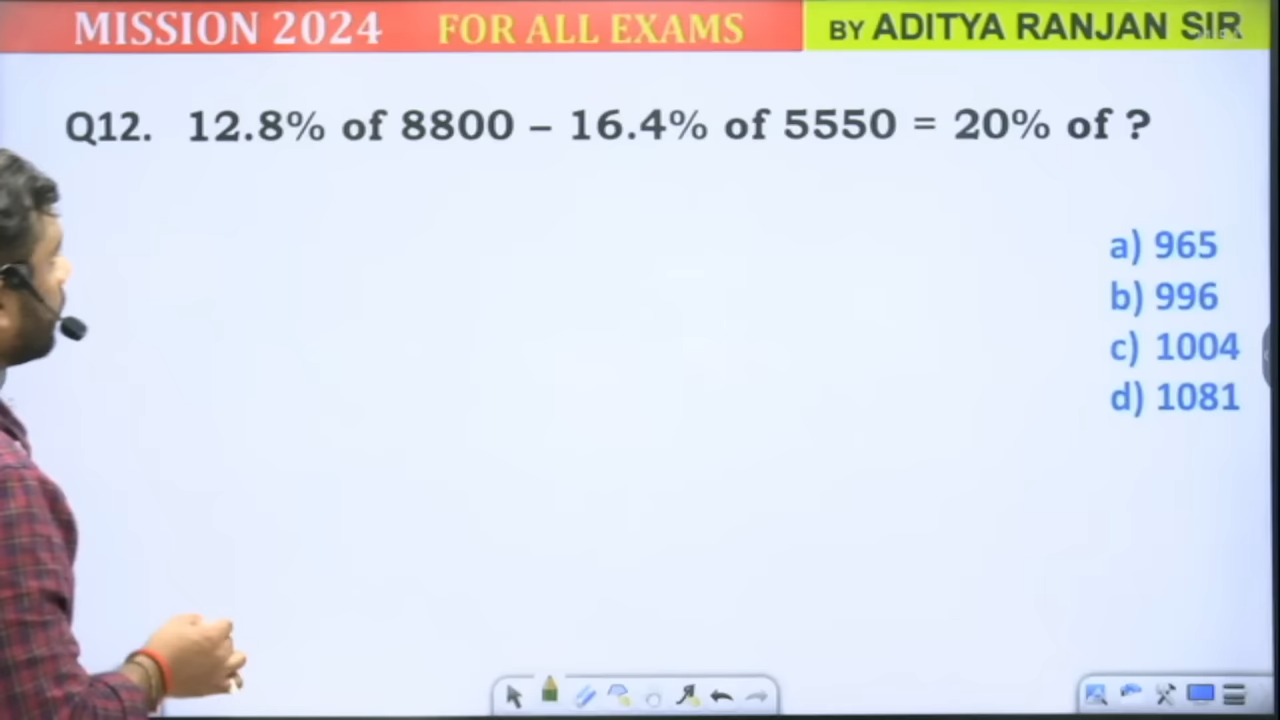 MISSION 2024 FOR ALL EXAMS BY ADITYA RANJAN SIR
Q12. 12.8% of 8800 – 16.4% of 5550 = 20% of ?
a) 965
b) 996
c) 1004
d) 1081